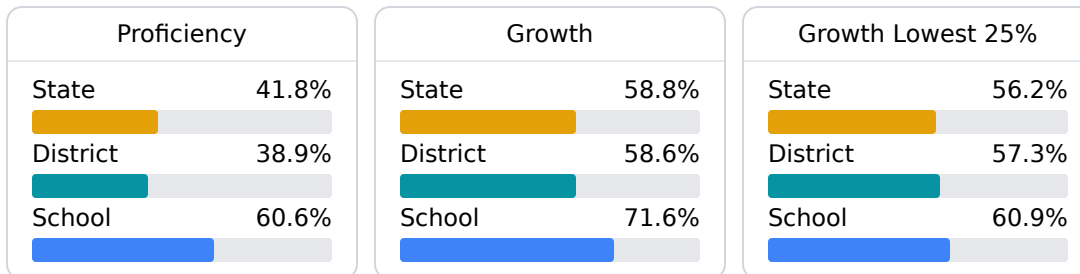 Proficiency
State 41.8%
District 38.9%
School 60.6%
Growth
State 58.8%
District 58.6%
School 71.6%
Growth Lowest 25%
State 56.2%
District 57.3%
School 60.9%